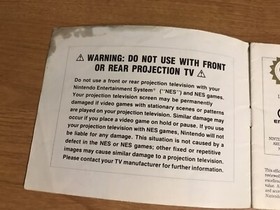 ⚠ WARNING: DO NOT USE WITH FRONT
OR REAR PROJECTION TV ⚠
Do not use a front or rear projection television with your
Nintendo Entertainment System® ("NES") and NES games.
Your projection television screen may be permanently
damaged if video games with stationary scenes or patterns
are played on your projection television. Similar damage may
occur if you place a video game on hold or pause. If you use
your projection television with NES games, Nintendo will not
be liable for any damage. This situation is not caused by a
defect in the NES or NES games; other fixed or repetitive
images may cause similar damage to a projection television.
Please contact your TV manufacturer for further information.